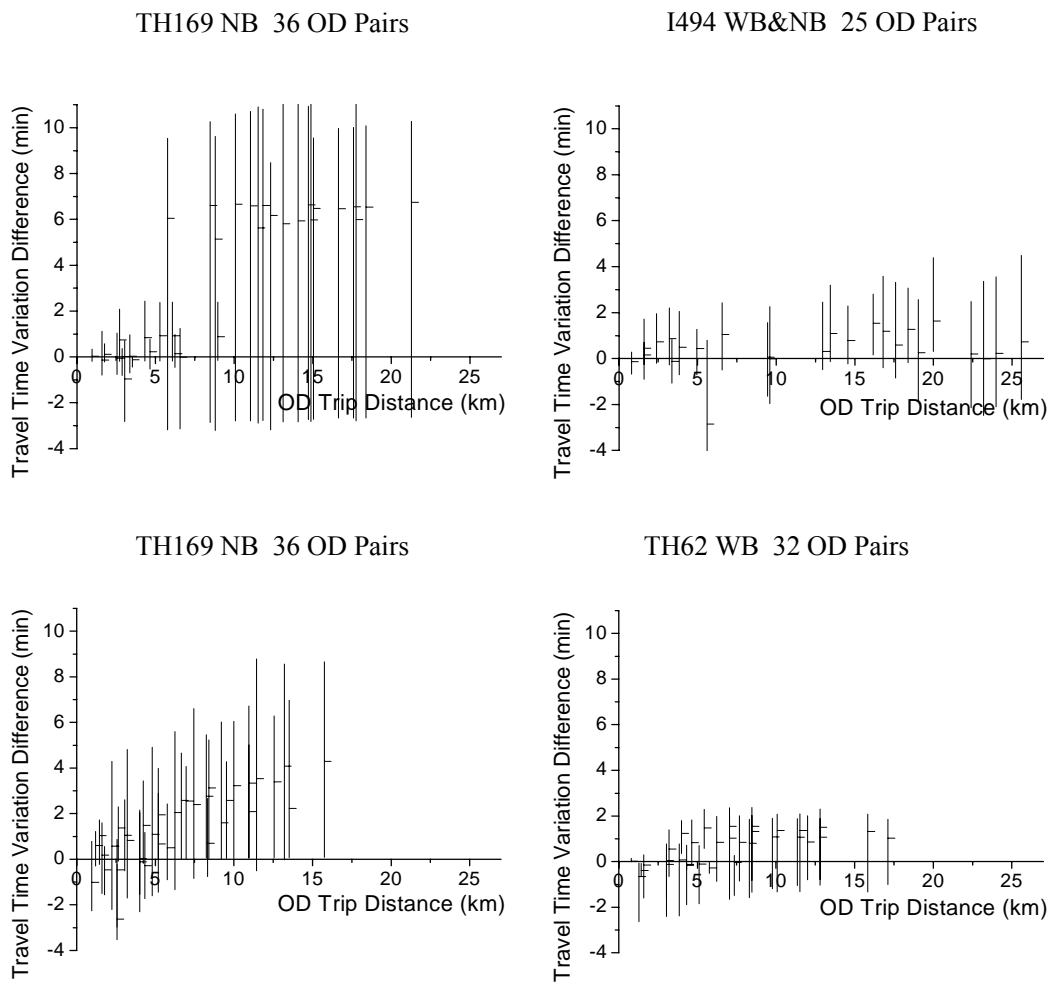 TH169 NB 36 OD Pairs
I494 WB&NB 25 OD Pairs
Travel Time Variation Difference (min)
10
8
6
4
2
0
-2
-4
0 5 10 15 20 25
OD Trip Distance (km)
Travel Time Variation Difference (min)
10
8
6
4
2
0
-2
-4
0 5 10 15 20 25
OD Trip Distance (km)
TH169 NB 36 OD Pairs
TH62 WB 32 OD Pairs
Travel Time Variation Difference (min)
10
8
6
4
2
0
-2
-4
0 5 10 15 20 25
OD Trip Distance (km)
Travel Time Variation Difference (min)
10
8
6
4
2
0
-2
-4
0 5 10 15 20 25
OD Trip Distance (km)